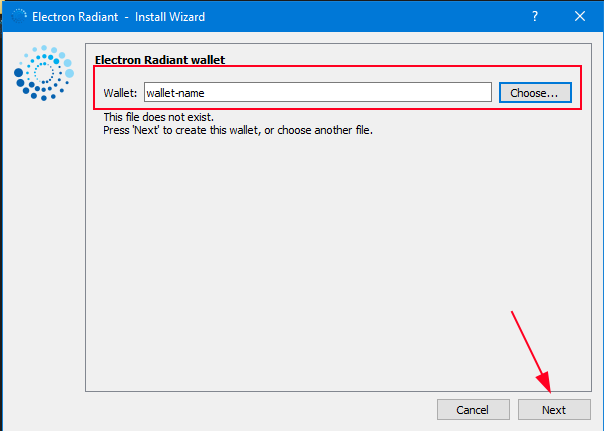 Electron Radiant - Install Wizard
?
Electron Radiant wallet
Wallet: wallet-name Choose...
This file does not exist.
Press 'Next' to create this wallet, or choose another file.
Cancel Next